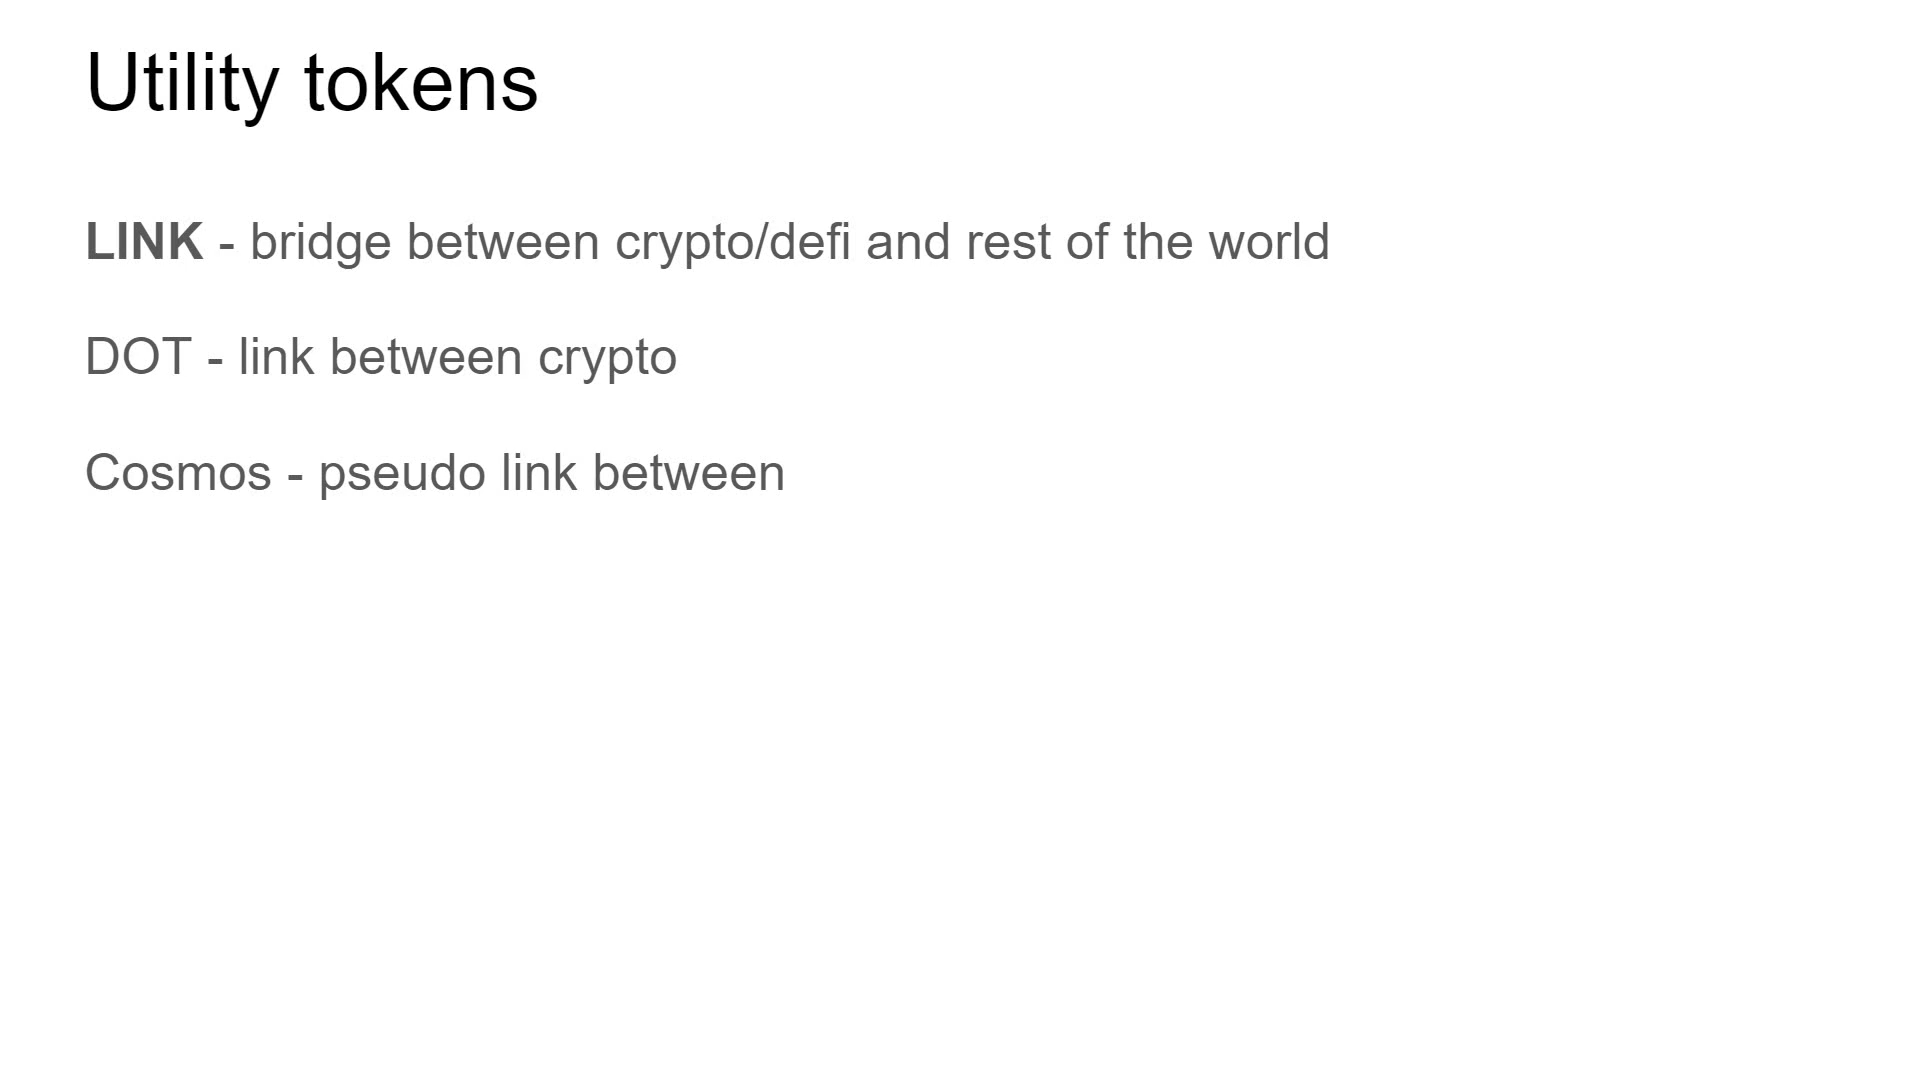 Utility tokens
LINK - bridge between crypto/defi and rest of the world
DOT - link between crypto
Cosmos - pseudo link between